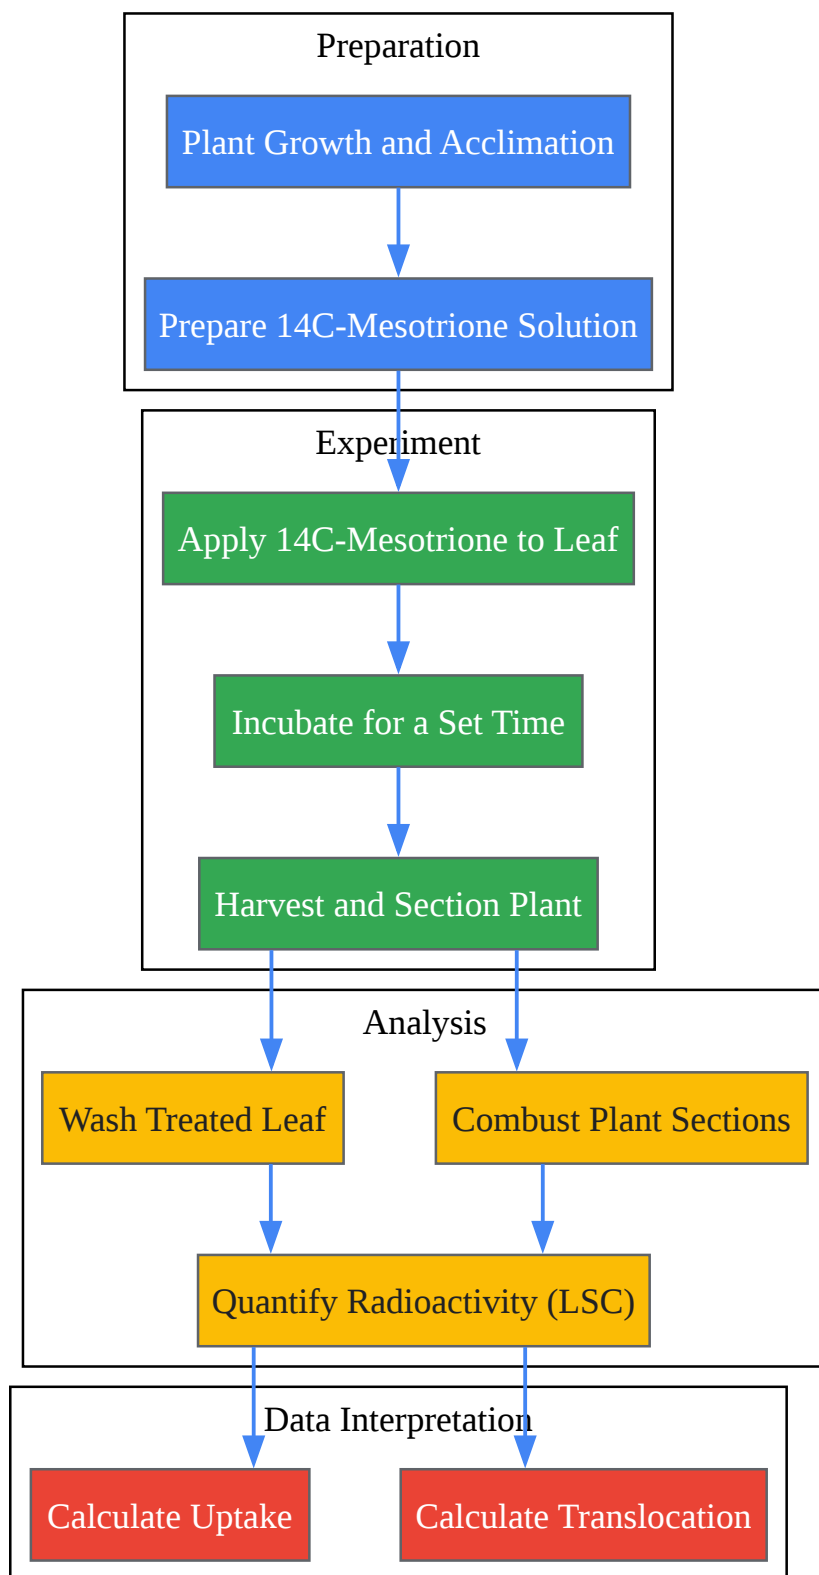 Preparation
Plant Growth and Acclimation
Prepare 14C-Mesotrione Solution
Experiment
Apply 14C-Mesotrione to Leaf
Incubate for a Set Time
Harvest and Section Plant
Analysis
Wash Treated Leaf
Combust Plant Sections
Quantify Radioactivity (LSC)
Data Interpretation
Calculate Uptake
Calculate Translocation